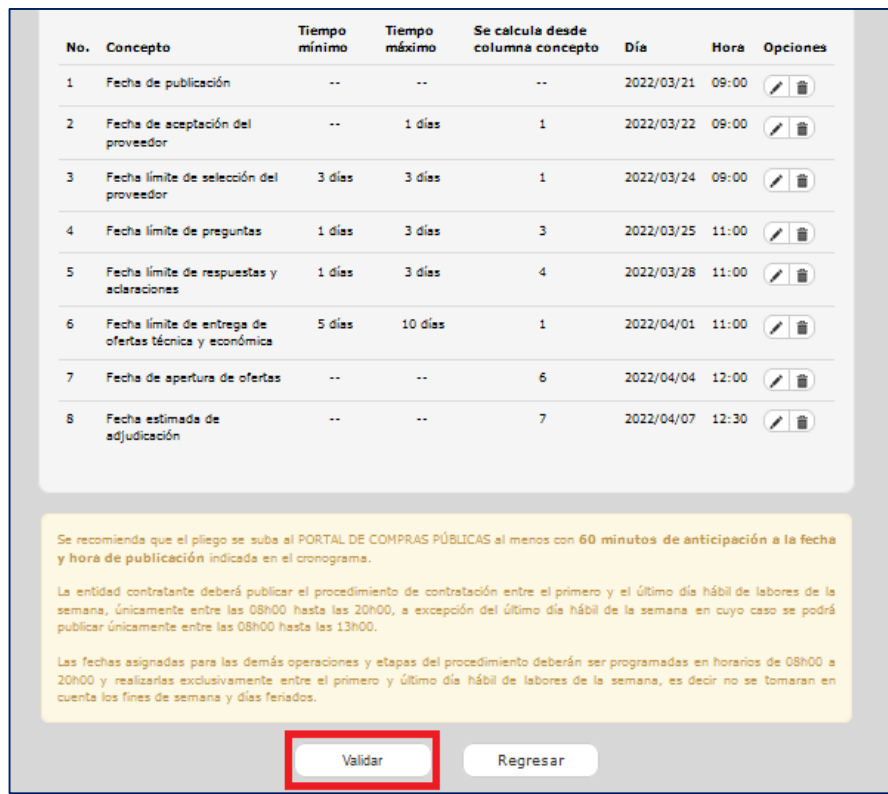 No. Concepto Tiempo mínimo Tiempo máximo Se calcula desde columna concepto Día Hora Opciones
1 Fecha de publicación -- -- -- 2022/03/21 09:00
2 Fecha de aceptación del proveedor -- 1 días 1 2022/03/22 09:00
3 Fecha límite de selección del proveedor 3 días 3 días 1 2022/03/24 09:00
4 Fecha límite de preguntas 1 días 3 días 3 2022/03/25 11:00
5 Fecha límite de respuestas y aclaraciones 1 días 3 días 4 2022/03/28 11:00
6 Fecha límite de entrega de ofertas técnica y económica 5 días 10 días 1 2022/04/01 11:00
7 Fecha de apertura de ofertas -- -- 6 2022/04/04 12:00
8 Fecha estimada de adjudicación -- -- 7 2022/04/07 12:30
Se recomienda que el pliego se suba al PORTAL DE COMPRAS PÚBLICAS al menos con 60 minutos de anticipación a la fecha
y hora de publicación indicada en el cronograma.
La entidad contratante deberá publicar el procedimiento de contratación entre el primero y el último día hábil de labores de la
semana, únicamente entre las 08h00 hasta las 20h00, a excepción del último día hábil de la semana en cuyo caso se podrá
publicar únicamente entre las 08h00 hasta las 13h00.
Las fechas asignadas para las demás operaciones y etapas del procedimiento deberán ser programadas en horarios de 08h00 a
20h00 y realizarlas exclusivamente entre el primero y último día hábil de labores de la semana, es decir no se tomaran en
cuenta los fines de semana y días feriados.
Validar Regresar